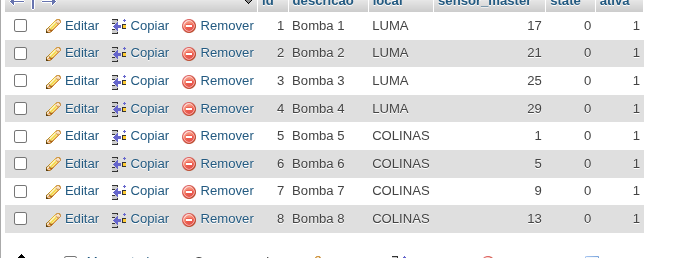 id descricao local sensor_master state ativa
Editar Copiar Remover 1 Bomba 1 LUMA 17 0 1
Editar Copiar Remover 2 Bomba 2 LUMA 21 0 1
Editar Copiar Remover 3 Bomba 3 LUMA 25 0 1
Editar Copiar Remover 4 Bomba 4 LUMA 29 0 1
Editar Copiar Remover 5 Bomba 5 COLINAS 1 0 1
Editar Copiar Remover 6 Bomba 6 COLINAS 5 0 1
Editar Copiar Remover 7 Bomba 7 COLINAS 9 0 1
Editar Copiar Remover 8 Bomba 8 COLINAS 13 0 1